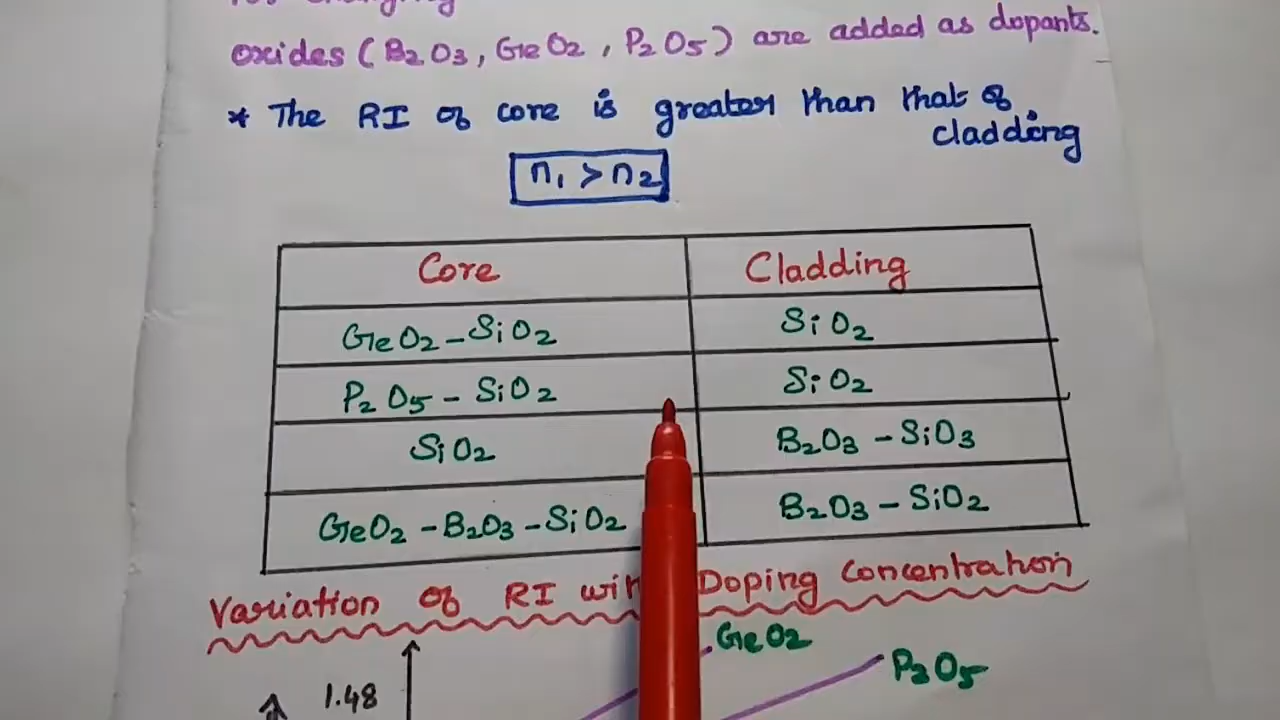 oxides (B2O3, GeO2, P2O5) are added as dopants.
* The RI of core is greater than that of
cladding
n1 > n2
Core Cladding
GeO2 - SiO2 SiO2
P2O5 - SiO2 SiO2
SiO2 B2O3 - SiO3
GeO2 - B2O3 - SiO2 B2O3 - SiO2
Variation of RI Doping Concentration
GeO2
P2O5
1.48